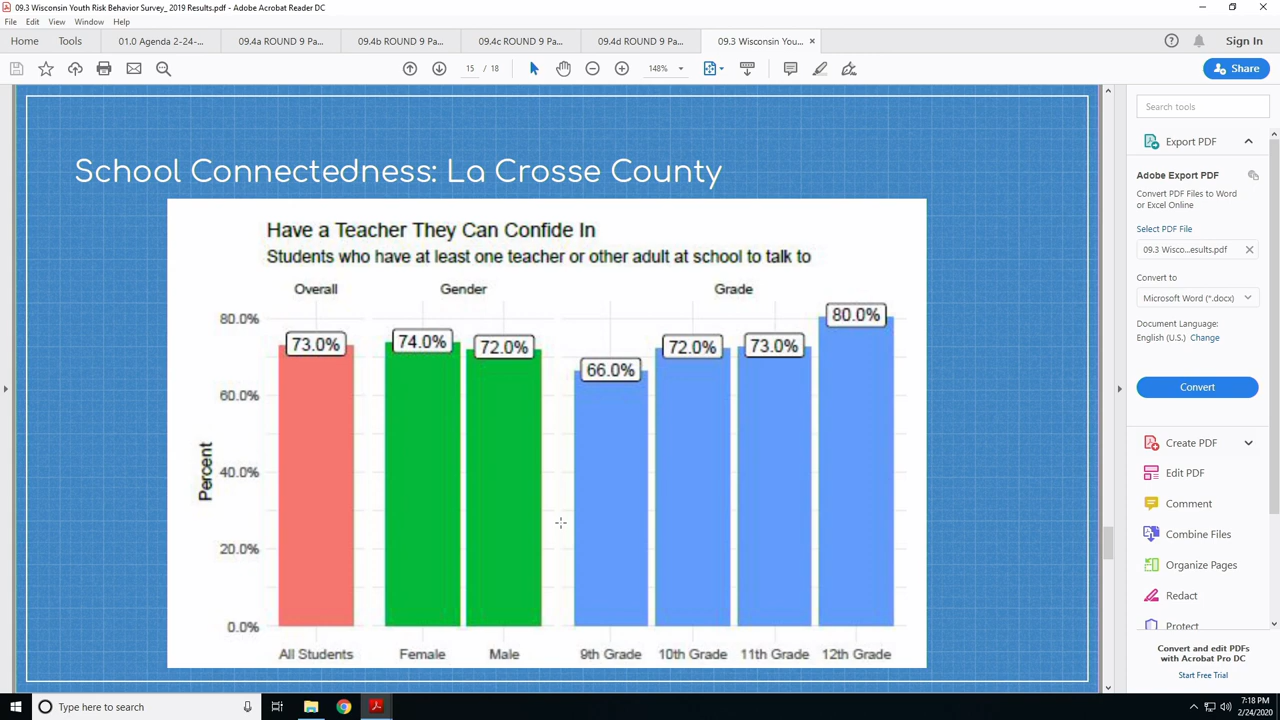 09.3 Wisconsin Youth Risk Behavior Survey_ 2019 Results.pdf - Adobe Acrobat Reader DC
File Edit View Window Help
Home Tools 01.0 Agenda 2-24-... 09.4a ROUND 9 Pa... 09.4b ROUND 9 Pa... 09.4c ROUND 9 Pa... 09.4d ROUND 9 Pa... 09.3 Wisconsin You... × Sign In
15 / 18 148% Share
School Connectedness: La Crosse County
Have a Teacher They Can Confide In
Students who have at least one teacher or other adult at school to talk to
Overall Gender Grade
80.0%
60.0%
40.0%
20.0%
0.0%
Percent
73.0% 74.0% 72.0% 66.0% 72.0% 73.0% 80.0%
All Students Female Male 9th Grade 10th Grade 11th Grade 12th Grade
Search tools
Export PDF
Adobe Export PDF
Convert PDF Files to Word
or Excel Online
Select PDF File
09.3 Wisco...esults.pdf
Convert to
Microsoft Word (*.docx)
Document Language:
English (U.S.) Change
Convert
Create PDF
Edit PDF
Comment
Combine Files
Organize Pages
Redact
Protect
Convert and edit PDFs
with Acrobat Pro DC
Start Free Trial
Type here to search
7:18 PM
2/24/2020